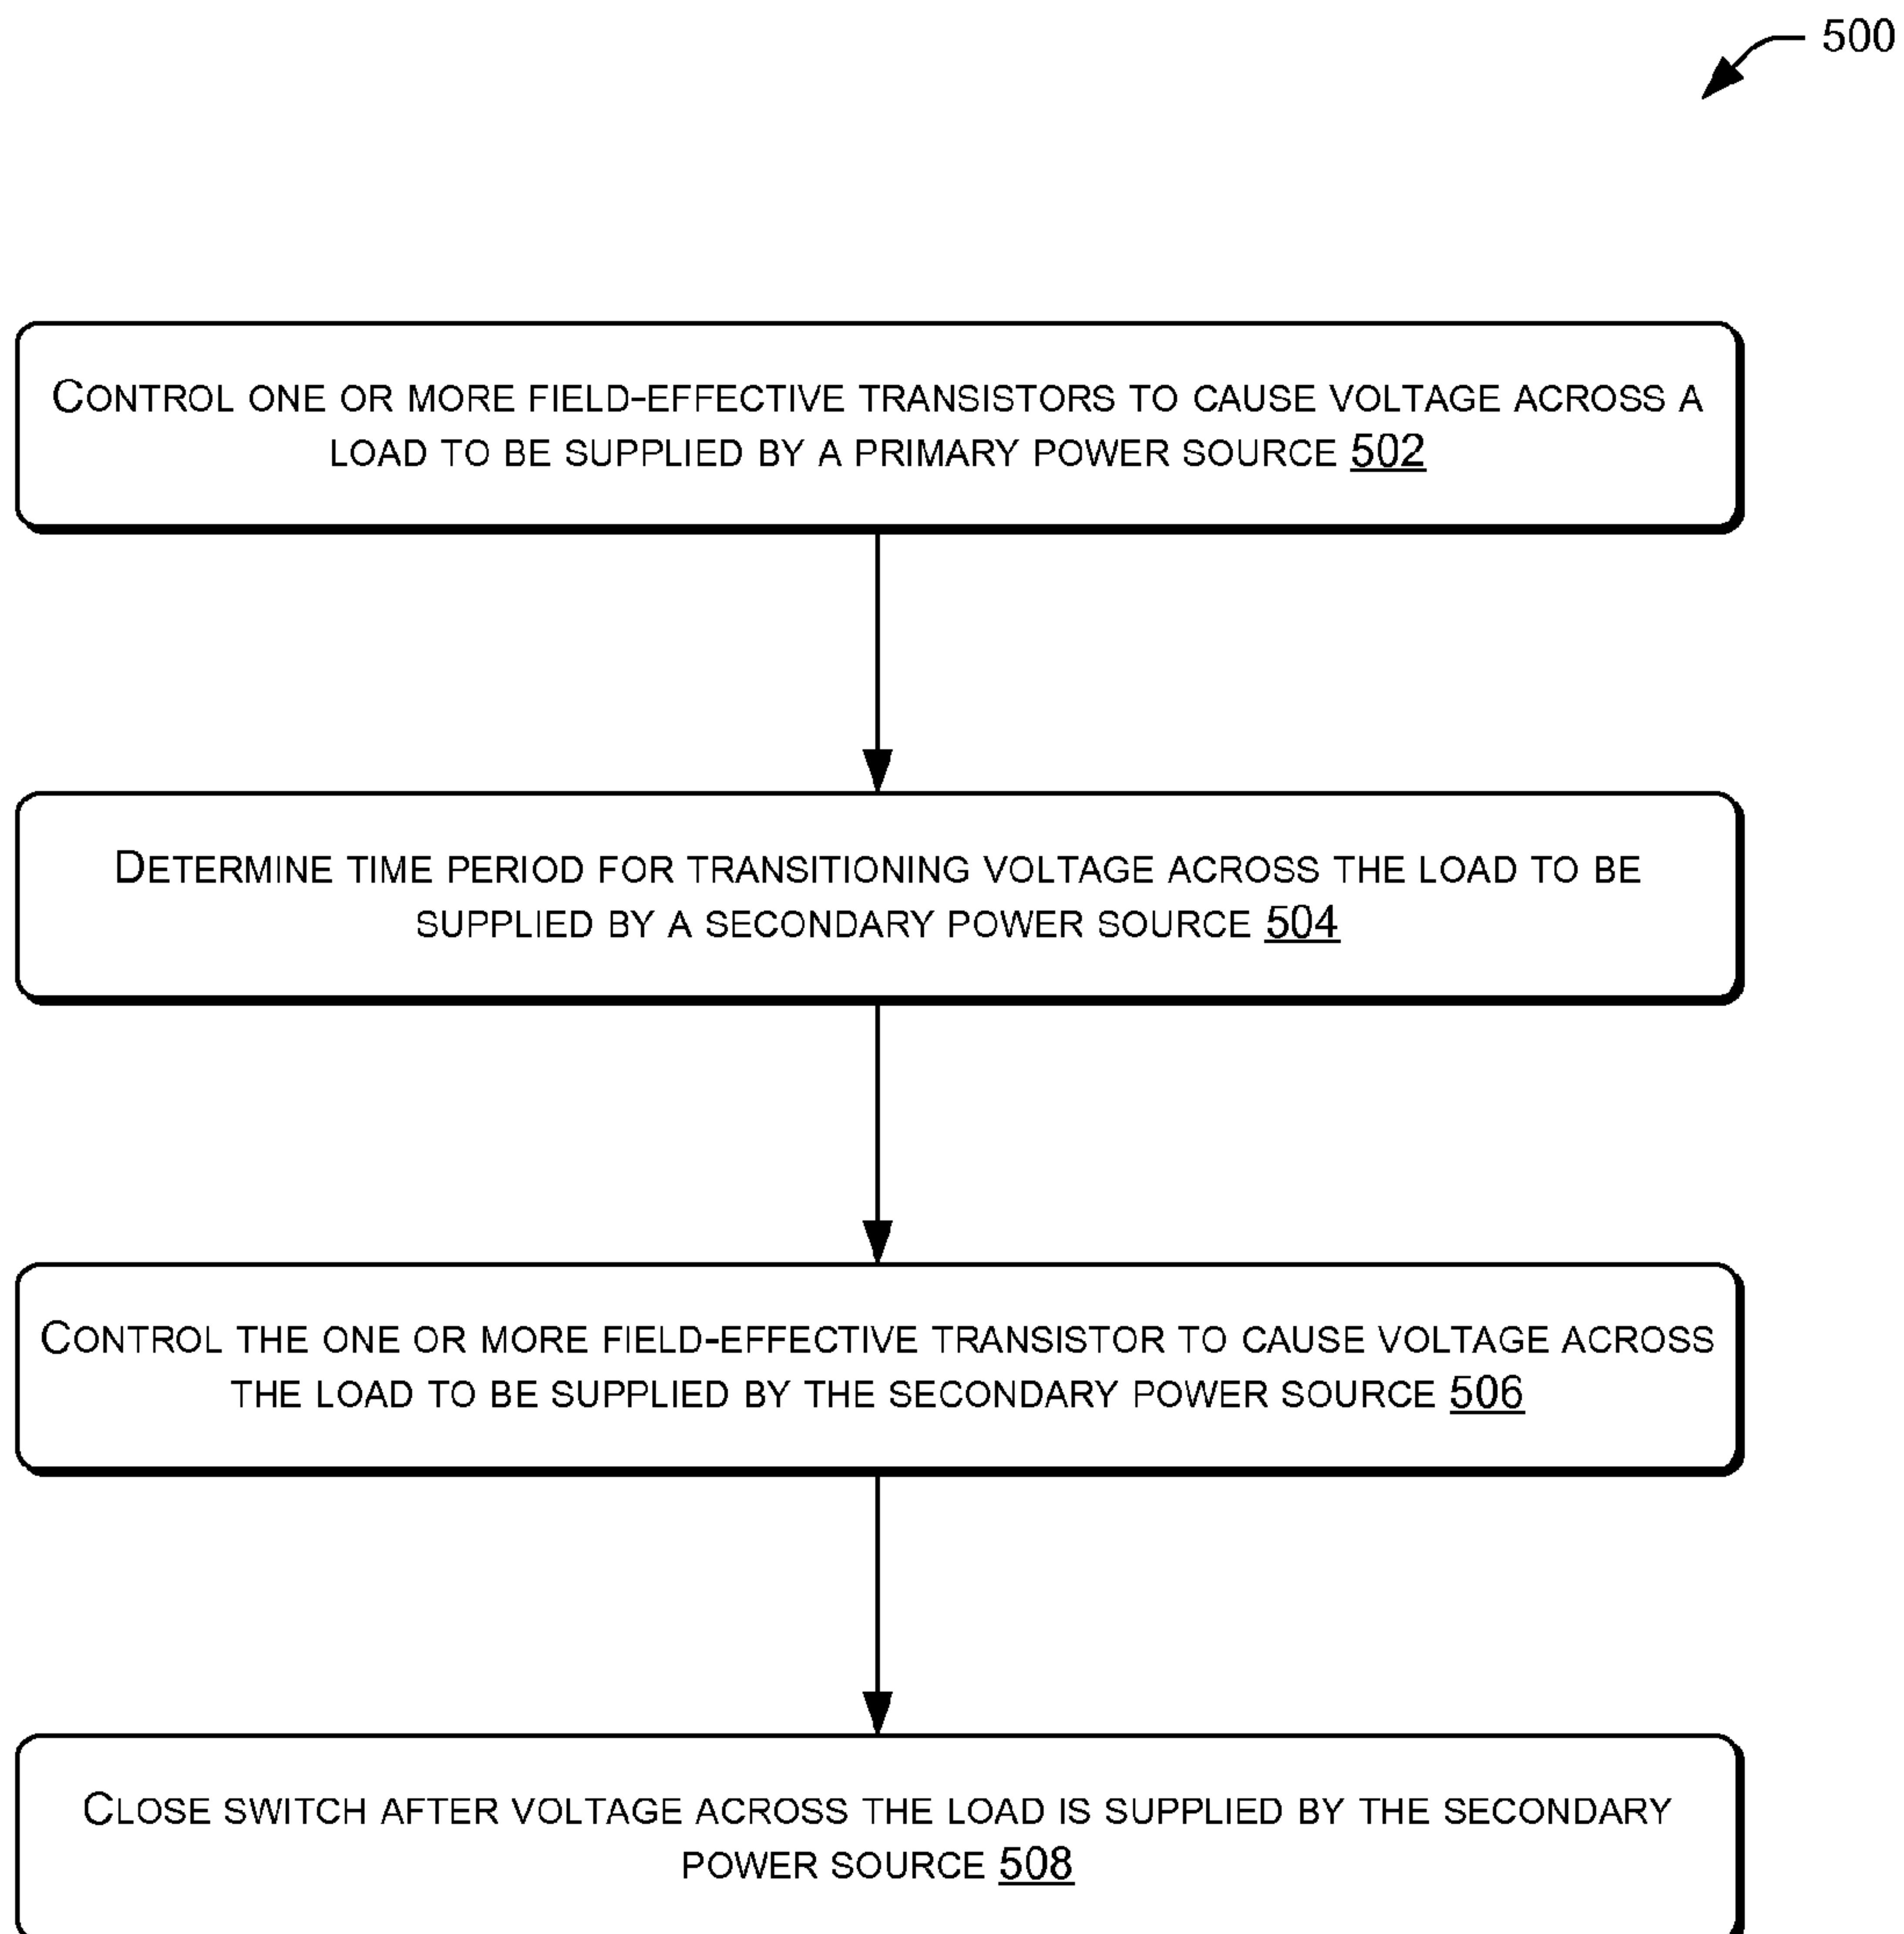 500
Control one or more field-effective transistors to cause voltage across a
load to be supplied by a primary power source 502
Determine time period for transitioning voltage across the load to be
supplied by a secondary power source 504
Control the one or more field-effective transistor to cause voltage across
the load to be supplied by the secondary power source 506
Close switch after voltage across the load is supplied by the secondary
power source 508